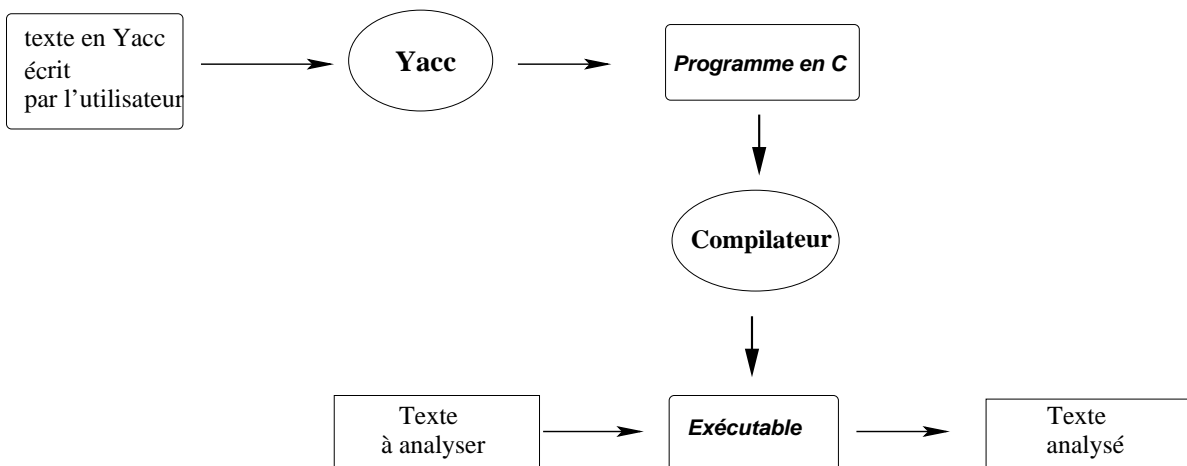 texte en Yacc
écrit
par l’utilisateur
Yacc
Programme en C
Compilateur
Texte
à analyser
Exécutable
Texte
analysé